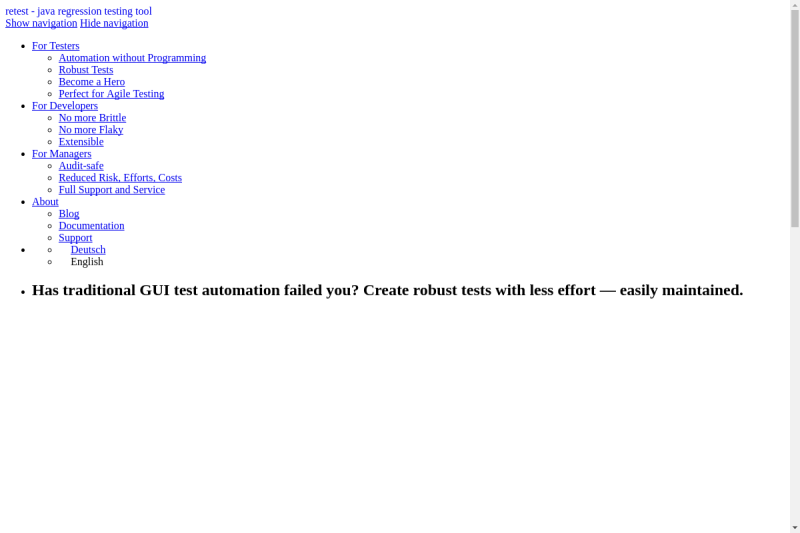 retest - java regression testing tool
Show navigation Hide navigation
For Testers
Automation without Programming
Robust Tests
Become a Hero
Perfect for Agile Testing
For Developers
No more Brittle
No more Flaky
Extensible
For Managers
Audit-safe
Reduced Risk, Efforts, Costs
Full Support and Service
About
Blog
Documentation
Support
Deutsch
English
Has traditional GUI test automation failed you? Create robust tests with less effort — easily maintained.